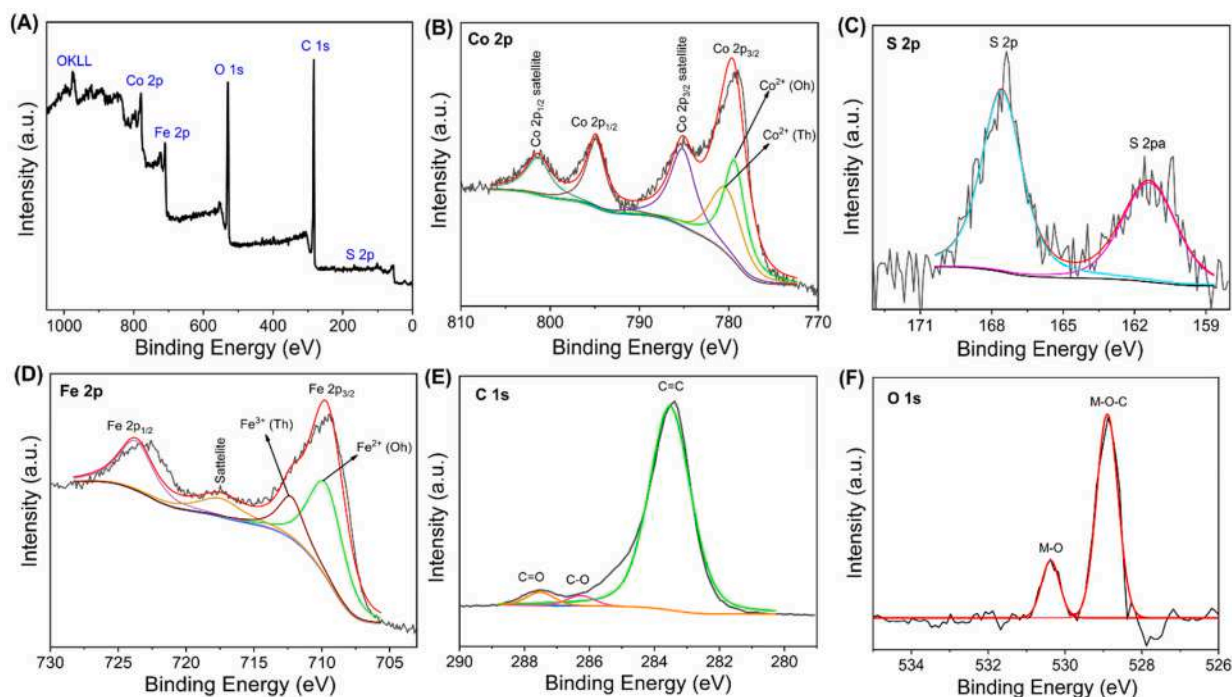 (A)
OKLL
Co 2p
Fe 2p
O 1s
C 1s
S 2p
Intensity (a.u.)
1000 800 600 400 200 0
Binding Energy (eV)
(B)
Co 2p
Co 2p1/2 satellite
Co 2p1/2
Co 2p3/2 satellite
Co 2p3/2
Co2+ (Oh)
Co2+ (Th)
Intensity (a.u.)
810 800 790 780 770
Binding Energy (eV)
(C)
S 2p
S 2p
S 2pa
Intensity (a.u.)
171 168 165 162 159
Binding Energy (eV)
(D)
Fe 2p
Fe 2p1/2
Sattelite
Fe3+ (Th)
Fe 2p3/2
Fe2+ (Oh)
Intensity (a.u.)
730 725 720 715 710 705
Binding Energy (eV)
(E)
C 1s
C=C
C=O
C-O
Intensity (a.u.)
290 288 286 284 282 280
Binding Energy (eV)
(F)
O 1s
M-O-C
M-O
Intensity (a.u.)
534 532 530 528 526
Binding Energy (eV)